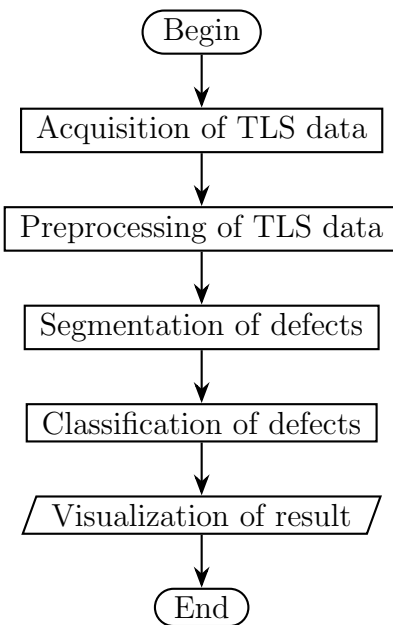 Begin
Acquisition of TLS data
Preprocessing of TLS data
Segmentation of defects
Classification of defects
Visualization of result
End